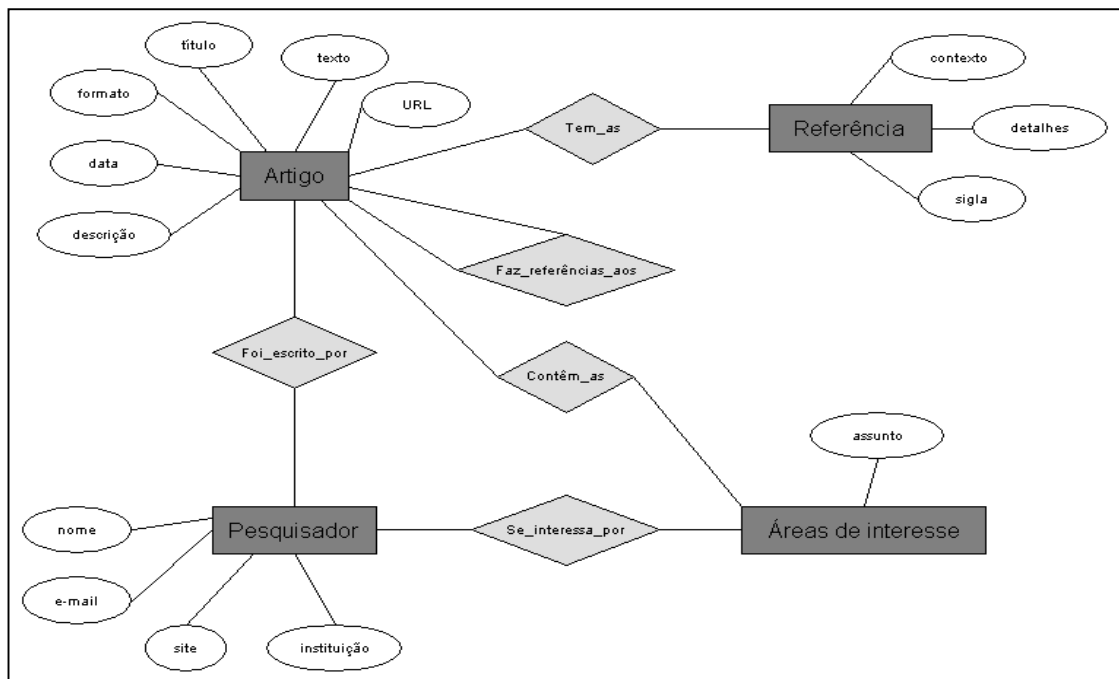 título
texto
contexto
formato
URL
Tem_as
Referência
detalhes
data
Artigo
sigla
descrição
Faz_referências_aos
Foi_escrito_por
Contêm_as
assunto
nome
Pesquisador
Se_interessa_por
Áreas de interesse
e-mail
site
instituição